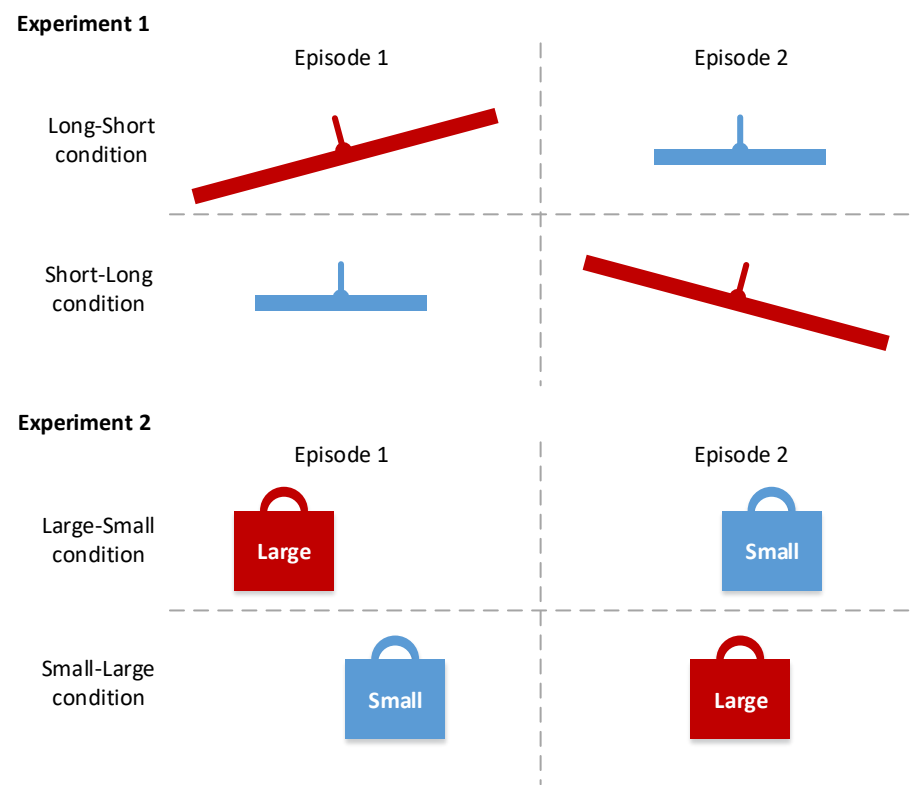 Experiment 1
Episode 1
Episode 2
Long-Short
condition
Short-Long
condition
Experiment 2
Episode 1
Episode 2
Large-Small
condition
Large
Small
Small-Large
condition
Small
Large